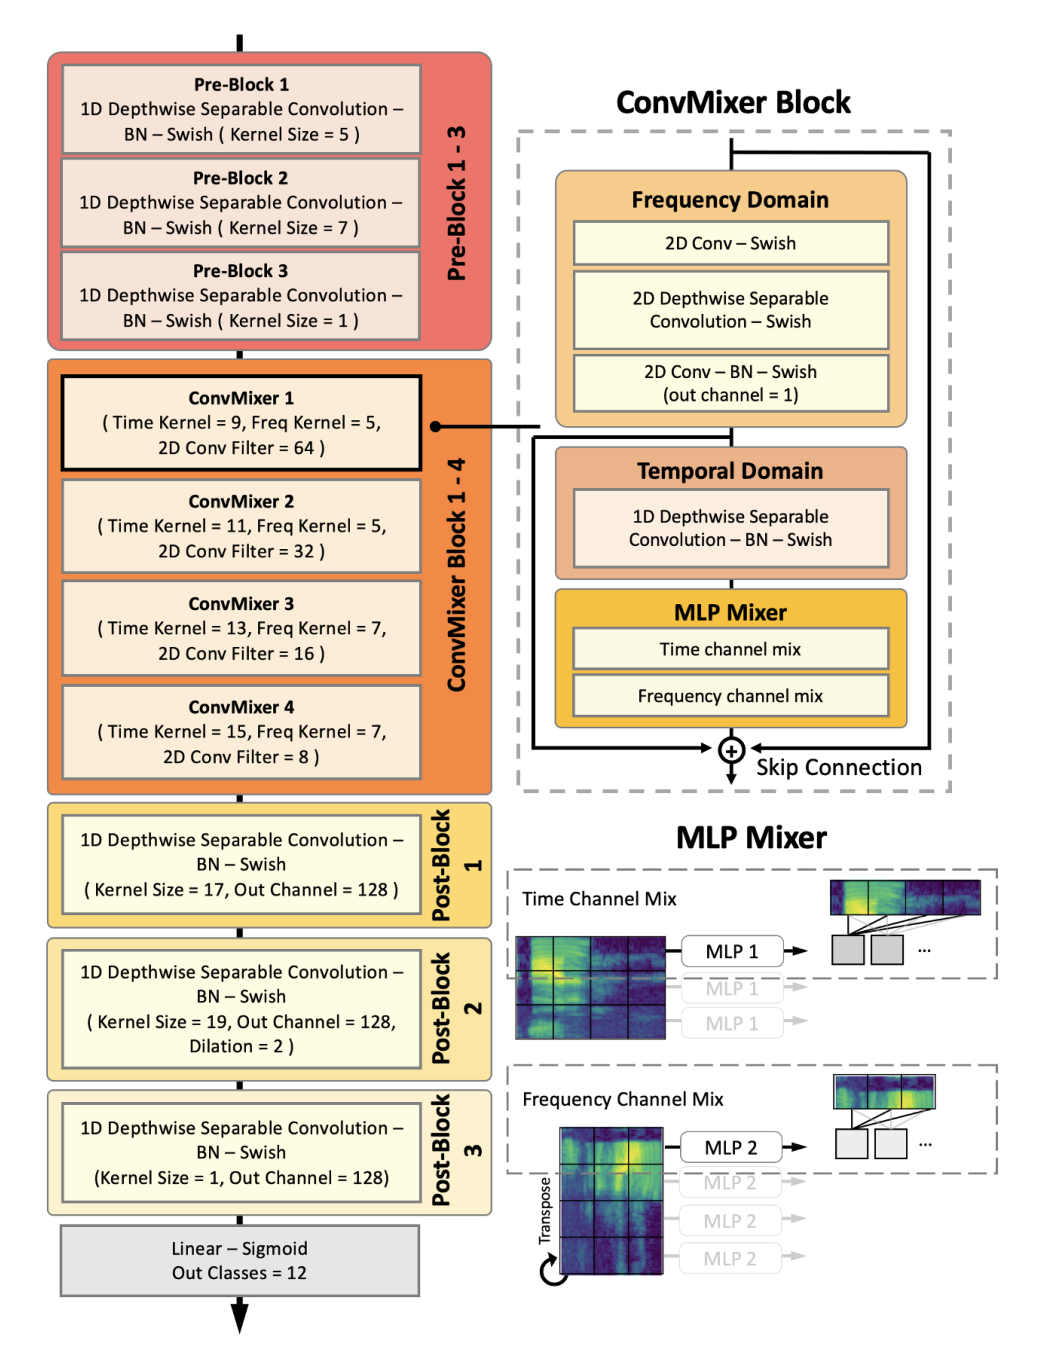 Pre-Block 1
1D Depthwise Separable Convolution –
BN – Swish ( Kernel Size = 5 )
Pre-Block 2
1D Depthwise Separable Convolution –
BN – Swish ( Kernel Size = 7 )
Pre-Block 3
1D Depthwise Separable Convolution –
BN – Swish ( Kernel Size = 1 )
Pre-Block 1 - 3
ConvMixer 1
( Time Kernel = 9, Freq Kernel = 5,
2D Conv Filter = 64 )
ConvMixer 2
( Time Kernel = 11, Freq Kernel = 5,
2D Conv Filter = 32 )
ConvMixer 3
( Time Kernel = 13, Freq Kernel = 7,
2D Conv Filter = 16 )
ConvMixer 4
( Time Kernel = 15, Freq Kernel = 7,
2D Conv Filter = 8 )
ConvMixer Block 1 - 4
1D Depthwise Separable Convolution –
BN – Swish
( Kernel Size = 17, Out Channel = 128 )
Post-Block
1
1D Depthwise Separable Convolution –
BN – Swish
( Kernel Size = 19, Out Channel = 128,
Dilation = 2 )
Post-Block
2
1D Depthwise Separable Convolution –
BN – Swish
(Kernel Size = 1, Out Channel = 128)
Post-Block
3
Linear – Sigmoid
Out Classes = 12
ConvMixer Block
Frequency Domain
2D Conv – Swish
2D Depthwise Separable
Convolution – Swish
2D Conv – BN – Swish
(out channel = 1)
Temporal Domain
1D Depthwise Separable
Convolution – BN – Swish
MLP Mixer
Time channel mix
Frequency channel mix
+
Skip Connection
MLP Mixer
Time Channel Mix
MLP 1
MLP 1
MLP 1
...
Frequency Channel Mix
MLP 2
MLP 2
MLP 2
MLP 2
...
Transpose